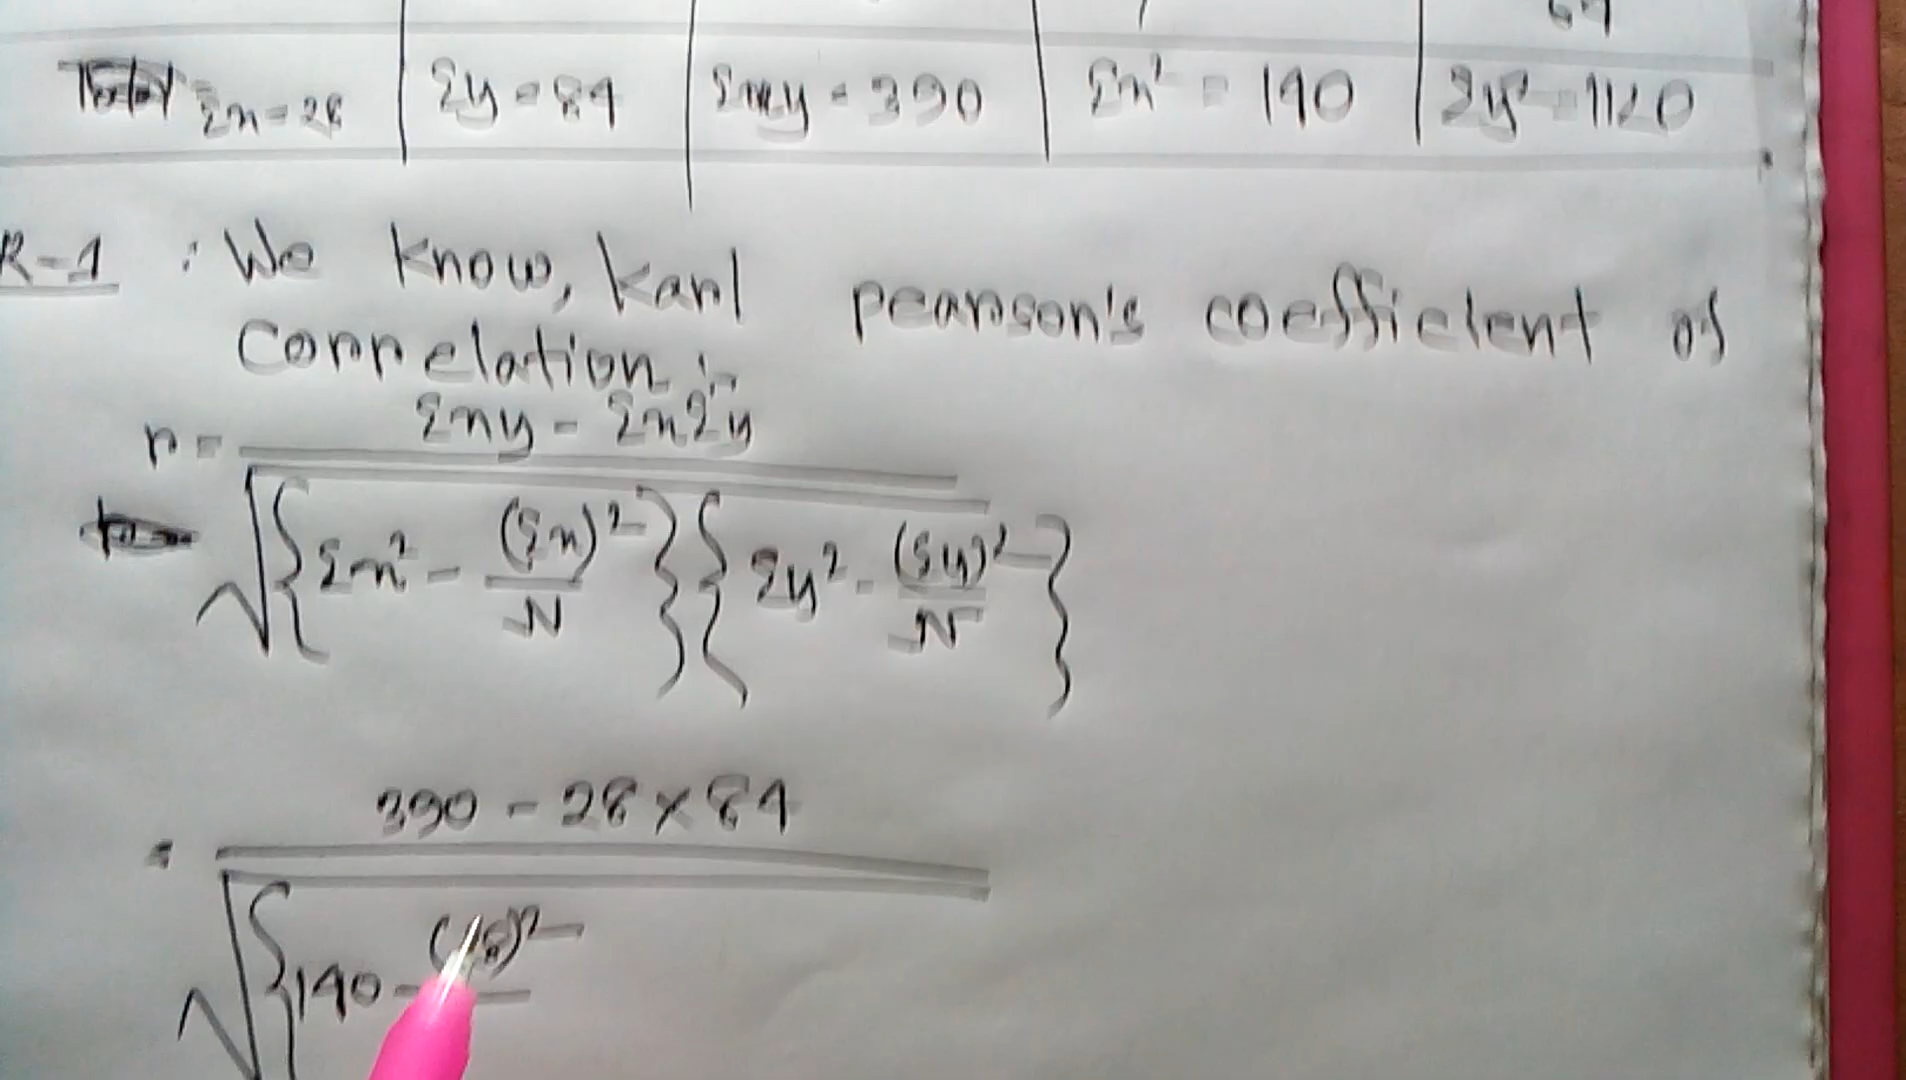 64
Total Σx=28 Σy = 84 Σxy = 390 Σx² = 140 Σy² = 1120
R-1 : We know, Karl pearson's coefficient of
correlation :-
r = Σxy - ΣxΣy
√{Σx² - (Σx)²/N}{Σy² - (Σy)²/N}
390 - 28 × 84
=
√{140 - (28)²